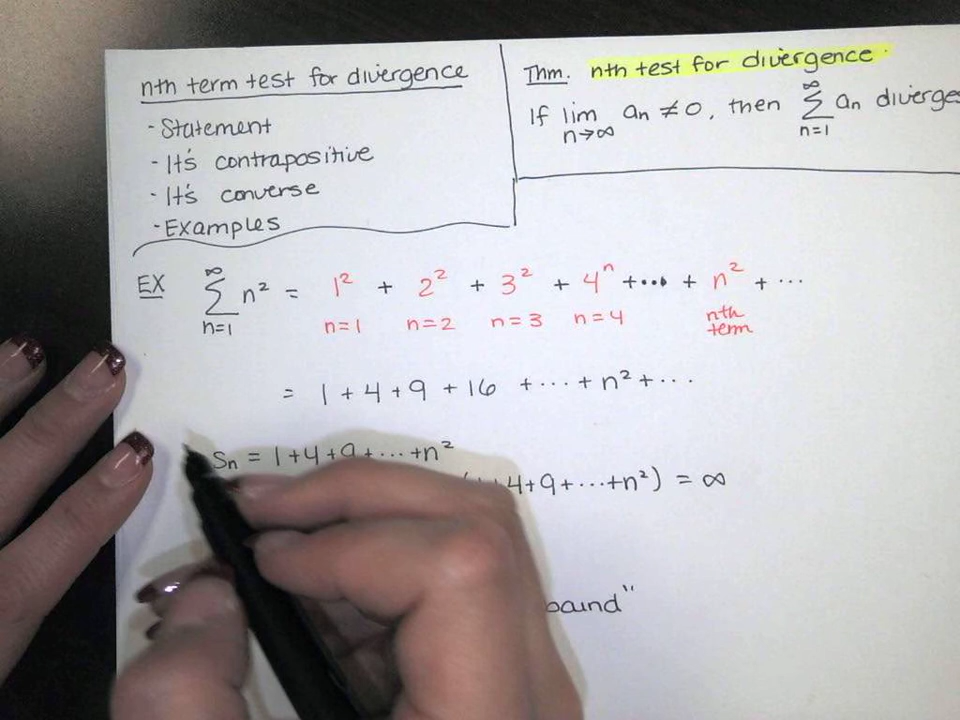 nth term test for divergence
- Statement
- It's contrapositive
- It's converse
- Examples
Thm. nth test for divergence.
If lim n→∞ an ≠ 0, then ∞ Σ n=1 an diverges
EX ∞ Σ n=1 n² = 1² + 2² + 3² + 4ⁿ + ··· + n² + ···
n=1 n=2 n=3 n=4 nth term
= 1 + 4 + 9 + 16 + ··· + n² + ···
Sn = 1+4+9+ ··· +n²
4+9+ ··· +n²) = ∞
bound"